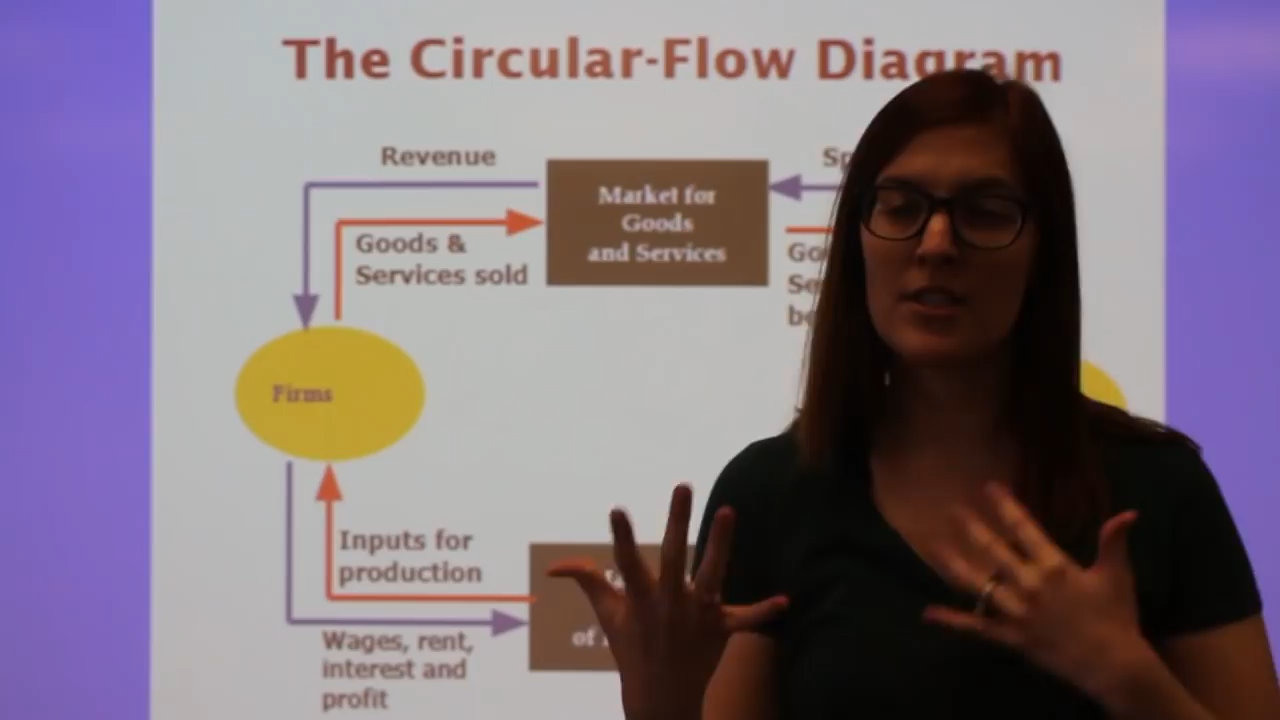 The Circular-Flow Diagram
Revenue
Market for
Goods
and Services
Goods &
Services sold
Firms
Inputs for
production
of
Wages, rent,
interest and
profit